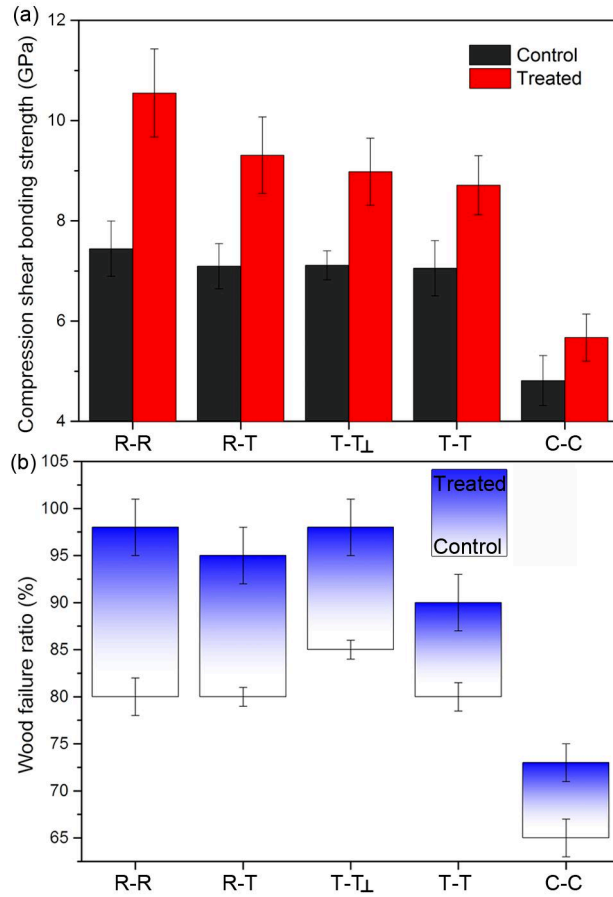 (a)
Compression shear bonding strength (GPa)
12
10
8
6
4
Control
Treated
R-R
R-T
T-T⊥
T-T
C-C
(b)
Wood failure ratio (%)
105
100
95
90
85
80
75
70
65
Treated
Control
R-R
R-T
T-T⊥
T-T
C-C